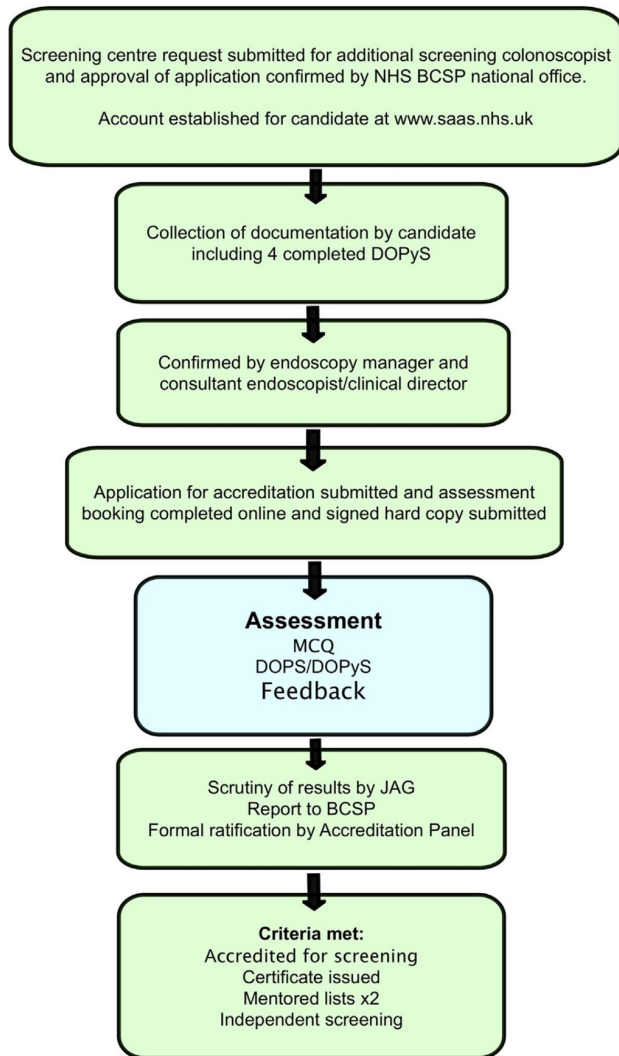 Screening centre request submitted for additional screening colonoscopist
and approval of application confirmed by NHS BCSP national office.
Account established for candidate at www.saas.nhs.uk
Collection of documentation by candidate
including 4 completed DOPyS
Confirmed by endoscopy manager and
consultant endoscopist/clinical director
Application for accreditation submitted and assessment
booking completed online and signed hard copy submitted
Assessment
MCQ
DOPS/DOPyS
Feedback
Scrutiny of results by JAG
Report to BCSP
Formal ratification by Accreditation Panel
Criteria met:
Accredited for screening
Certificate issued
Mentored lists x2
Independent screening